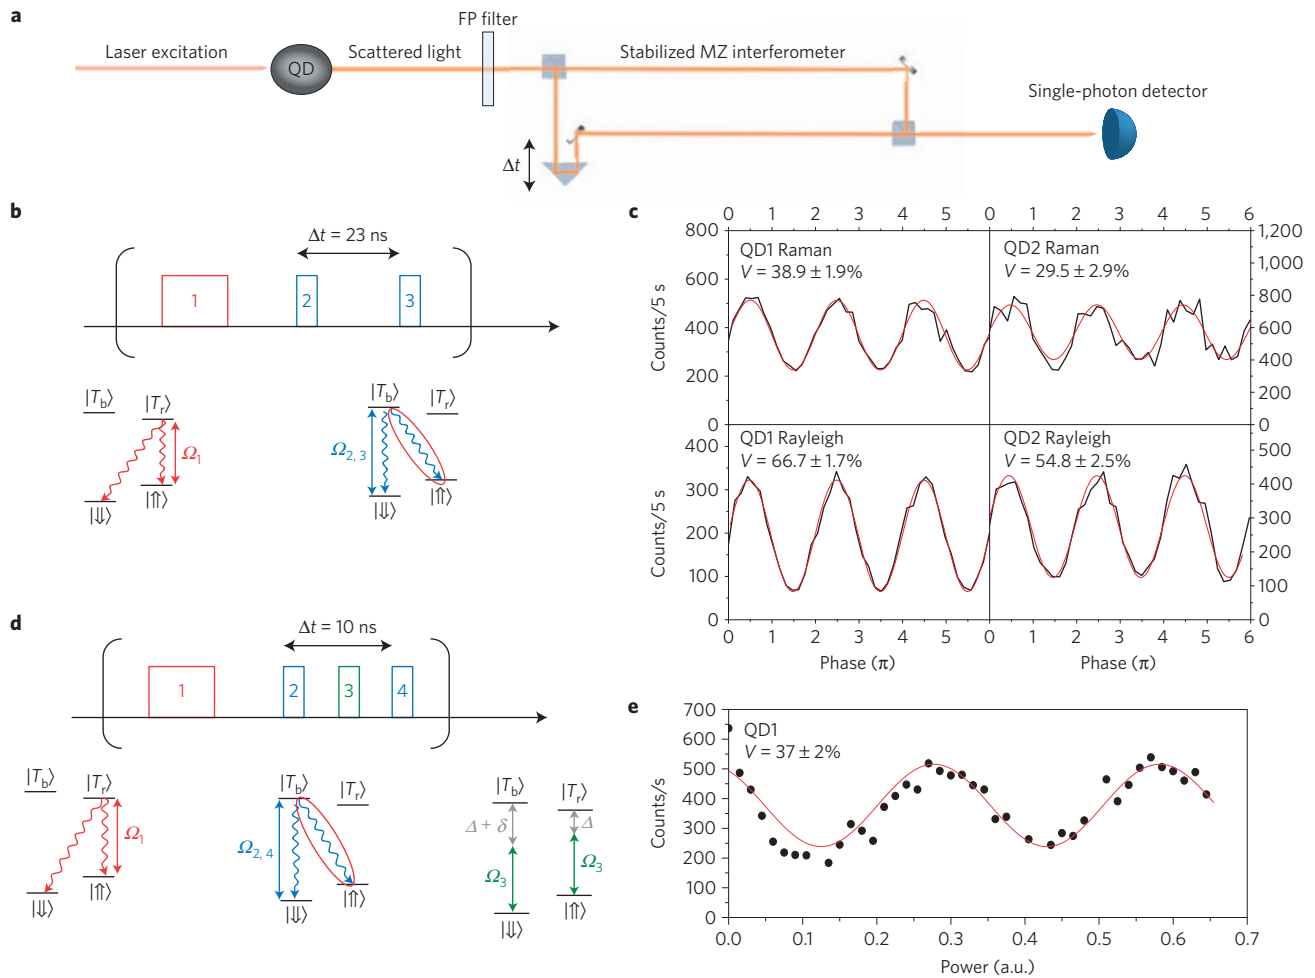 a
FP filter
Laser excitation
QD
Scattered light
Stabilized MZ interferometer
Single-photon detector
Δt
b
Δt = 23 ns
1
2
3
|T_b⟩
|T_r⟩
Ω_1
|⇓⟩
|⇑⟩
|T_b⟩
|T_r⟩
Ω_2, 3
|⇓⟩
|⇑⟩
c
0 1 2 3 4 5 0 1 2 3 4 5 6
800
600
400
200
0
Counts/5 s
QD1 Raman
V = 38.9 ± 1.9%
QD2 Raman
V = 29.5 ± 2.9%
1,200
1,000
800
600
400
200
0
400
300
200
100
0
Counts/5 s
QD1 Rayleigh
V = 66.7 ± 1.7%
QD2 Rayleigh
V = 54.8 ± 2.5%
500
400
300
200
100
0
0 1 2 3 4 5 0 1 2 3 4 5 6
Phase (π)
Phase (π)
d
Δt = 10 ns
1
2
3
4
|T_b⟩
|T_r⟩
Ω_1
|⇓⟩
|⇑⟩
|T_b⟩
|T_r⟩
Ω_2, 4
|⇓⟩
|⇑⟩
|T_b⟩
|T_r⟩
Δ + δ
Δ
Ω_3
Ω_3
|⇓⟩
|⇑⟩
e
700
600
500
400
300
200
100
0
Counts/s
QD1
V = 37 ± 2%
0.0 0.1 0.2 0.3 0.4 0.5 0.6 0.7
Power (a.u.)